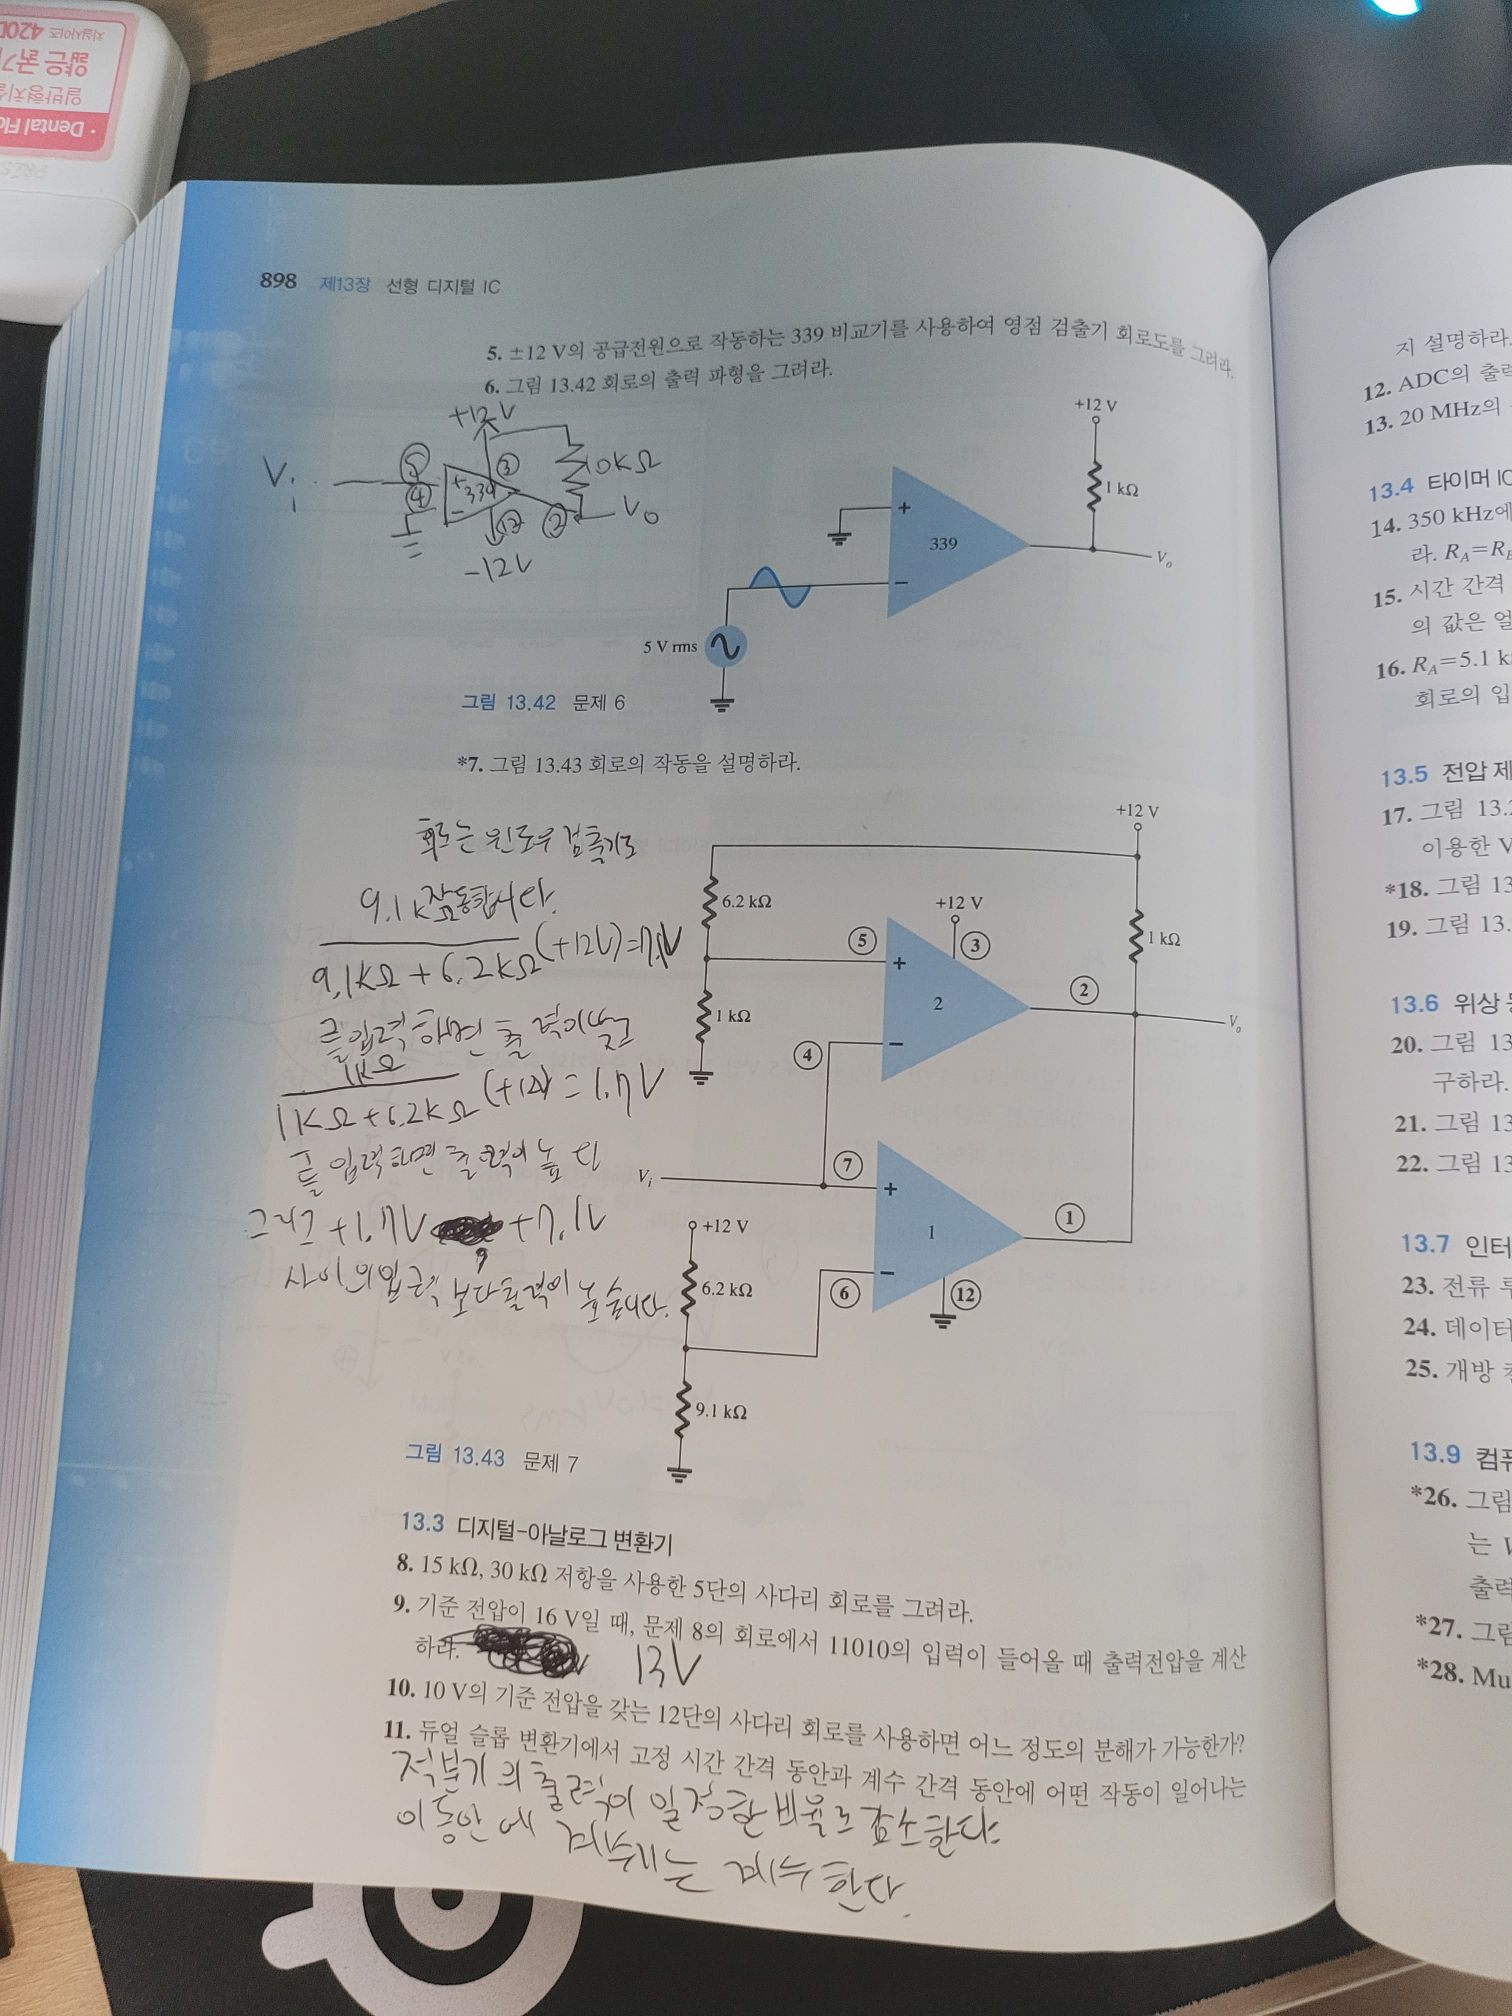 420D
치실사이즈
얇은 굵기
일반형치실
· Dental Flo
898 제13장 선형 디지털 IC
5. ±12 V의 공급전원으로 작동하는 339 비교기를 사용하여 영점 검출기 회로도를 그려라.
6. 그림 13.42 회로의 출력 파형을 그려라.
+12V
Vi
5
4
3
+
339
-
12
2
10KΩ
Vo
-12V
+12 V
1 kΩ
+
339
−
Vo
5 V rms
그림 13.42 문제 6
*7. 그림 13.43 회로의 작동을 설명하라.
회로는 윈도우 검출기로
작동합니다.
9.1K
9.1KΩ + 6.2KΩ (+12V)=7.1V
를 입력하면 출력이 낮고
1KΩ
1KΩ+6.2KΩ (+12V) = 1.7V
를 입력하면 출력이 높다
그리고 +1.7V +7.1V
사이의 입력 보다 출력이 높습니다.
+12 V
6.2 kΩ
+12 V
5
3
1 kΩ
+
2
2
1 kΩ
Vo
4
−
7
Vi
+
+12 V
1
1
6.2 kΩ
−
6
12
9.1 kΩ
그림 13.43 문제 7
13.3 디지털-아날로그 변환기
8. 15 kΩ, 30 kΩ 저항을 사용한 5단의 사다리 회로를 그려라.
9. 기준 전압이 16 V일 때, 문제 8의 회로에서 11010의 입력이 들어올 때 출력전압을 계산
하라.
13V
10. 10 V의 기준 전압을 갖는 12단의 사다리 회로를 사용하면 어느 정도의 분해가 가능한가?
11. 듀얼 슬롭 변환기에서 고정 시간 간격 동안과 계수 간격 동안에 어떤 작동이 일어나는
적분기의 출력이 일정한 비율로 감소한다.
이 동안에 계수기는 계수한다.
지 설명하라.
12. ADC의 출력
13. 20 MHz의
13.4 타이머 IC
14. 350 kHz에
라. RA=RB
15. 시간 간격
의 값은 얼
16. RA=5.1 k
회로의 입
13.5 전압 제
17. 그림 13.2
이용한 V
*18. 그림 13
19. 그림 13.
13.6 위상
20. 그림 13
구하라.
21. 그림 13
22. 그림 13
13.7 인터
23. 전류 루
24. 데이터
25. 개방
13.9 컴퓨
*26. 그림
는 V
출력
*27. 그림
*28. Mu